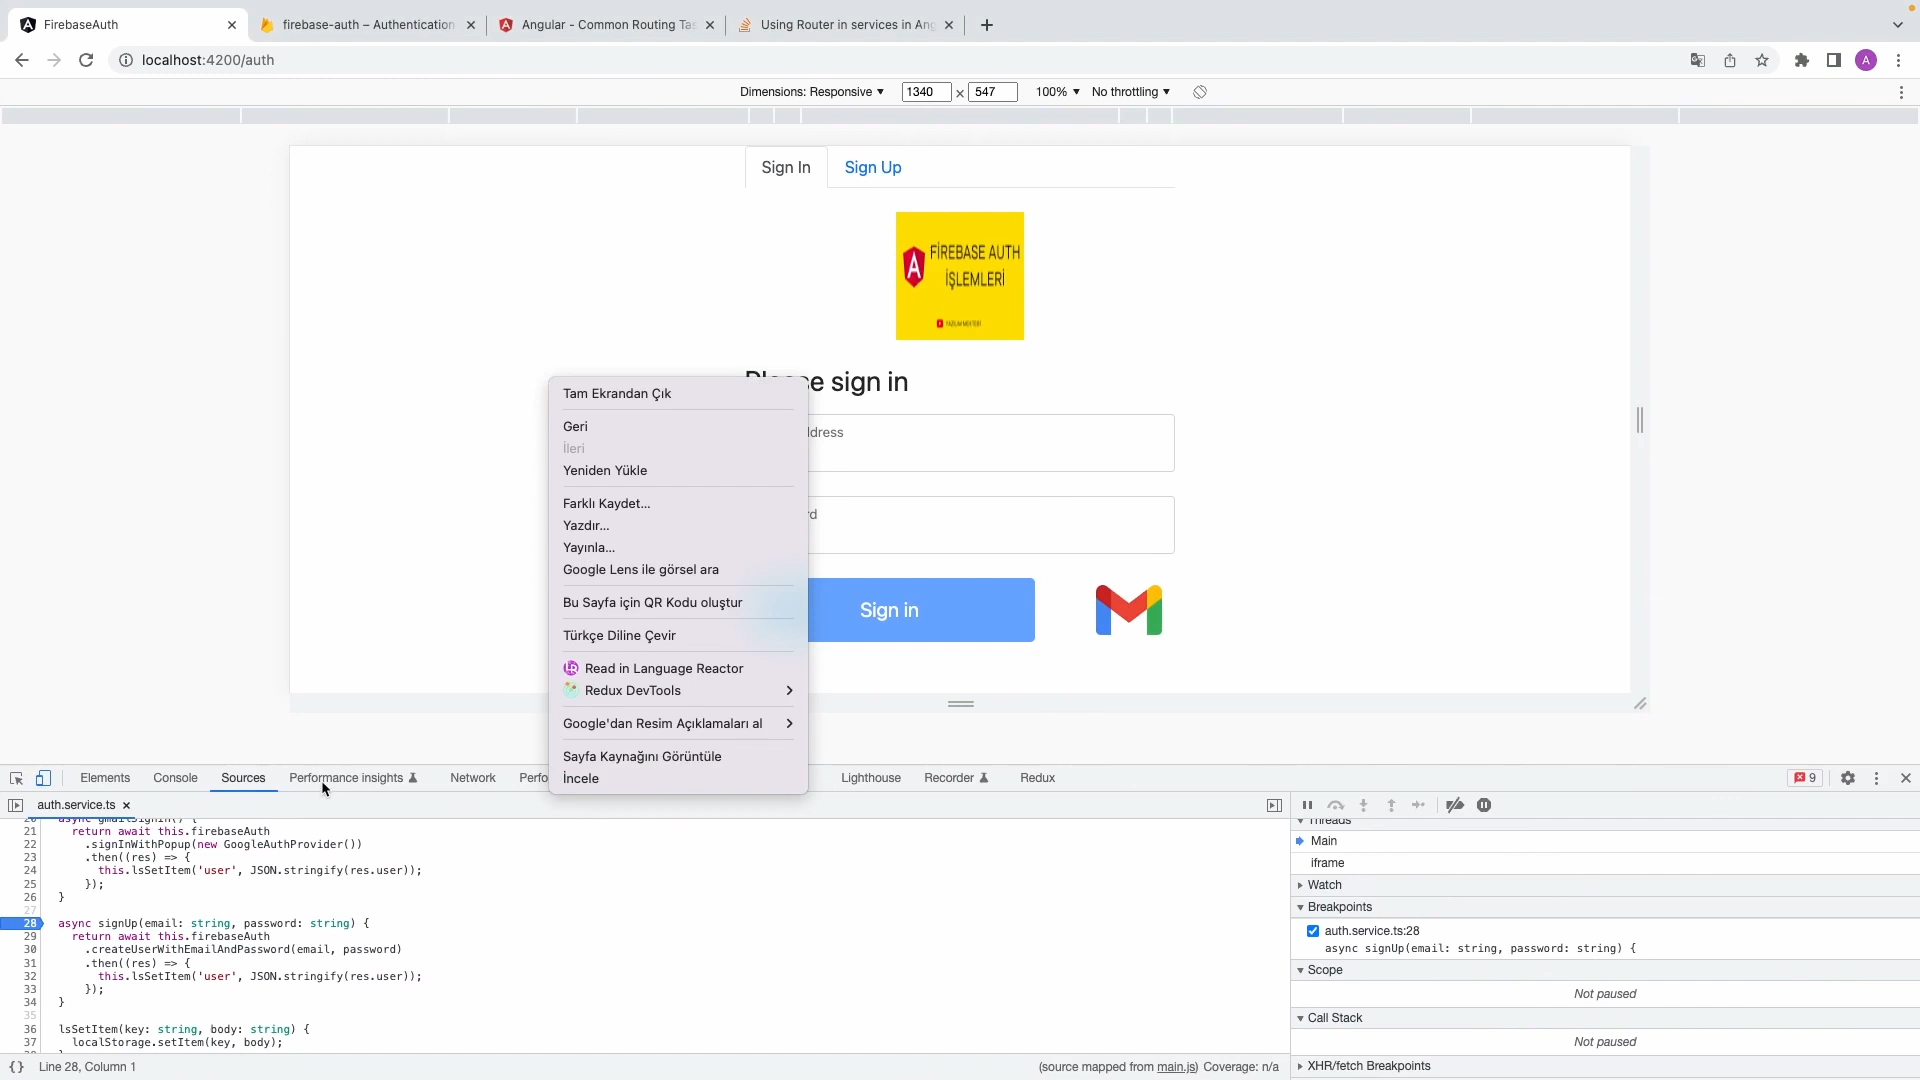 FirebaseAuth
firebase-auth – Authentication
Angular - Common Routing Tas
Using Router in services in Ang
localhost:4200/auth
A
Dimensions: Responsive
1340 × 547
100%
No throttling
Sign In
Sign Up
FİREBASE AUTH
İŞLEMLERİ
Please sign in
ddress
rd
Sign in
Tam Ekrandan Çık
Geri
İleri
Yeniden Yükle
Farklı Kaydet...
Yazdır...
Yayınla...
Google Lens ile görsel ara
Bu Sayfa için QR Kodu oluştur
Türkçe Diline Çevir
Read in Language Reactor
Redux DevTools
Google'dan Resim Açıklamaları al
Sayfa Kaynağını Görüntüle
İncele
Elements
Console
Sources
Performance insights
Network
Perfo
Lighthouse
Recorder
Redux
9
auth.service.ts
20 async gmailSignIn() {
21 return await this.firebaseAuth
22 .signInWithPopup(new GoogleAuthProvider())
23 .then((res) => {
24 this.lsSetItem('user', JSON.stringify(res.user));
25 });
26 }
27
28 async signUp(email: string, password: string) {
29 return await this.firebaseAuth
30 .createUserWithEmailAndPassword(email, password)
31 .then((res) => {
32 this.lsSetItem('user', JSON.stringify(res.user));
33 });
34 }
35
36 lsSetItem(key: string, body: string) {
37 localStorage.setItem(key, body);
{} Line 28, Column 1
(source mapped from main.js) Coverage: n/a
Threads
Main
iframe
Watch
Breakpoints
auth.service.ts:28
async signUp(email: string, password: string) {
Scope
Not paused
Call Stack
Not paused
XHR/fetch Breakpoints